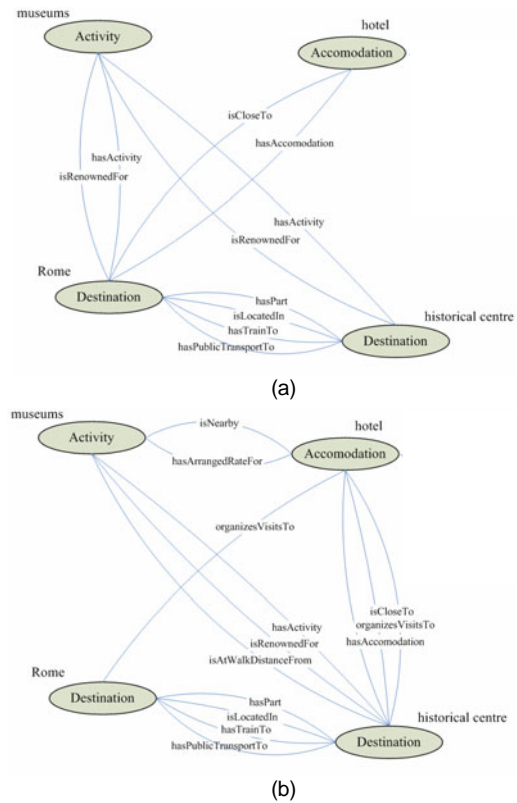 museums
Activity
hotel
Accomodation
isCloseTo
hasActivity
hasAccomodation
isRenownedFor
hasActivity
isRenownedFor
Rome
Destination
hasPart
isLocatedIn
hasTrainTo
hasPublicTransportTo
historical centre
Destination
(a)
museums
Activity
isNearby
hotel
Accomodation
hasArrangedRateFor
organizesVisitsTo
isCloseTo
organizesVisitsTo
hasAccomodation
hasActivity
isRenownedFor
isAtWalkDistanceFrom
Rome
Destination
hasPart
isLocatedIn
hasTrainTo
hasPublicTransportTo
historical centre
Destination
(b)